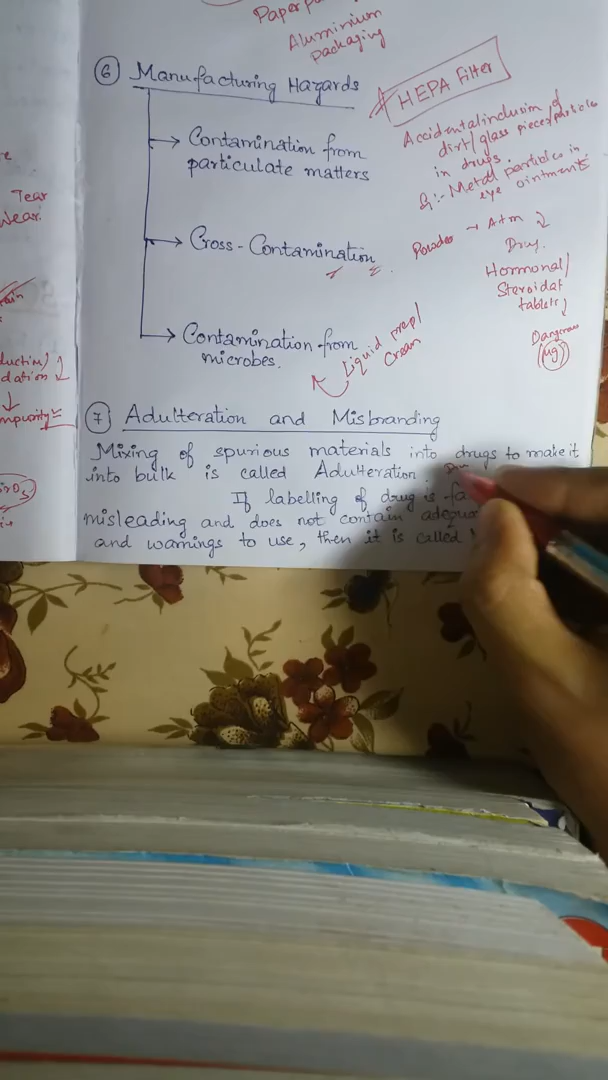 Paper
Aluminium
Packaging
⑥ Manufacturing Hazards
HEPA Filter
→ Contamination from
particulate matters
Accidental inclusion of
dirt/glass pieces/particles
in drugs.
Eg:- Metal particles in
eye ointments
→ Cross-Contamination
Powder → Atm
Drug
Hormonal/
Steroidal
tablets
Dangerous
(µg)
→ Contamination from
microbes.
Liquid prep/
Cream
⑦ Adulteration and Misbranding
Mixing of spurious materials into drugs to make it
into bulk is called Adulteration.
If labelling of drug is
misleading and does not contain
and warnings to use, then it is called
Tear
Wear.